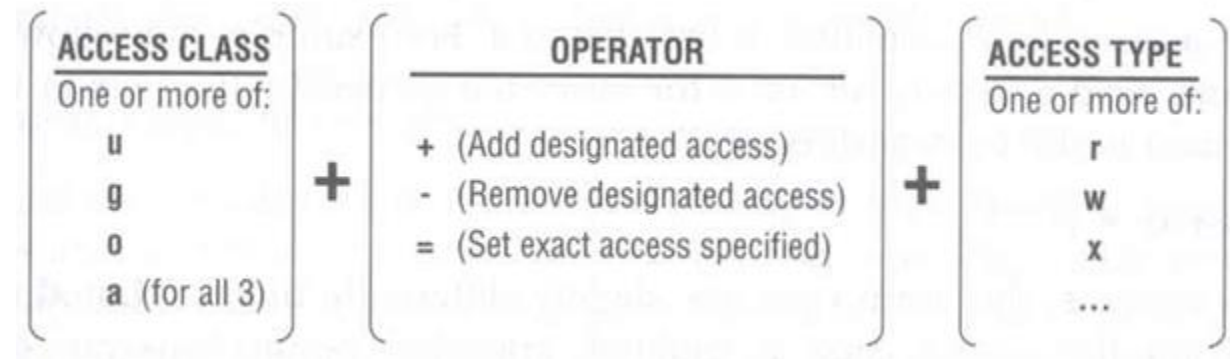 ACCESS CLASS
One or more of:
u
g
o
a (for all 3)
+
OPERATOR
+ (Add designated access)
- (Remove designated access)
= (Set exact access specified)
+
ACCESS TYPE
One or more of:
r
w
x
...